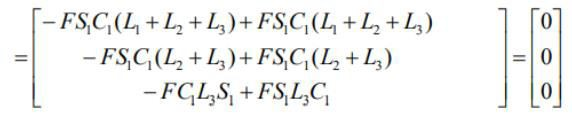 = [ −FS₁C₁(L₁ + L₂ + L₃) + FS₁C₁(L₁ + L₂ + L₃)
−FS₁C₁(L₂ + L₃) + FS₁C₁(L₂ + L₃)
−FC₁L₃S₁ + FS₁L₃C₁ ] = [ 0
0
0 ]